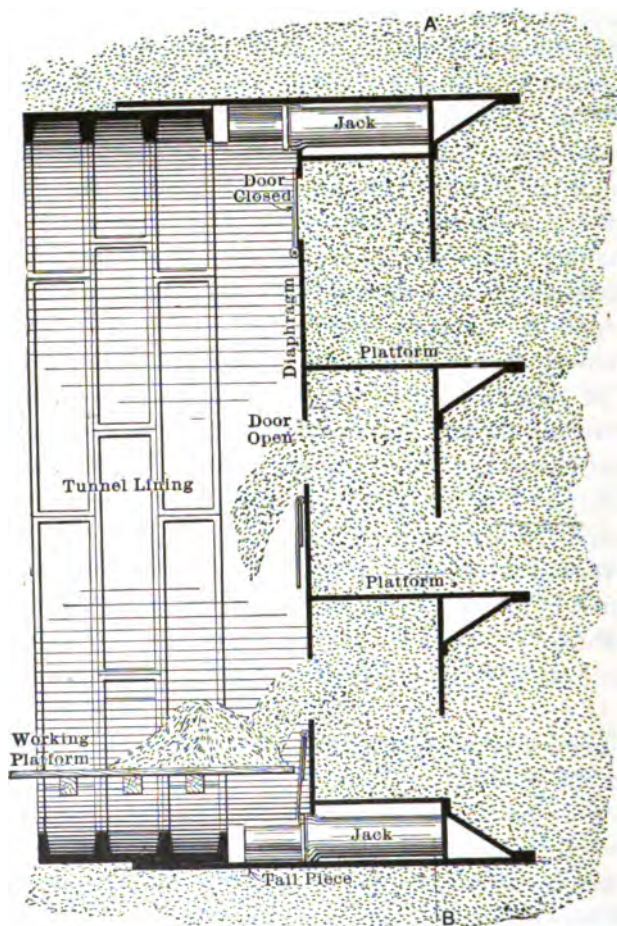 A
Jack
Door
Closed
Diaphragm
Platform
Door
Open
Tunnel Lining
Platform
Working
Platform
Jack
Tail Piece
B